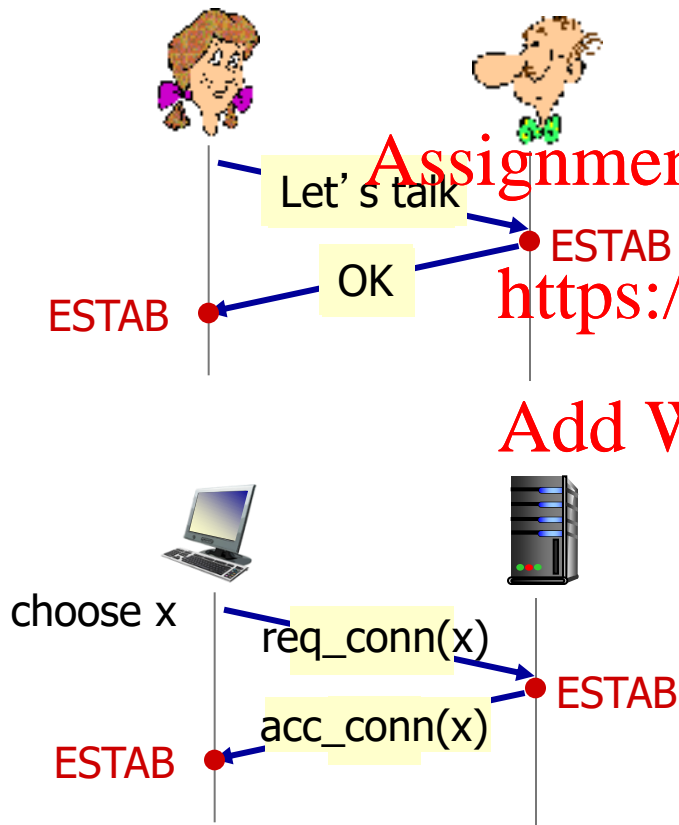 Let's talk
Assignmen
ESTAB
OK
https:/
ESTAB
Add W
choose x
req_conn(x)
ESTAB
acc_conn(x)
ESTAB